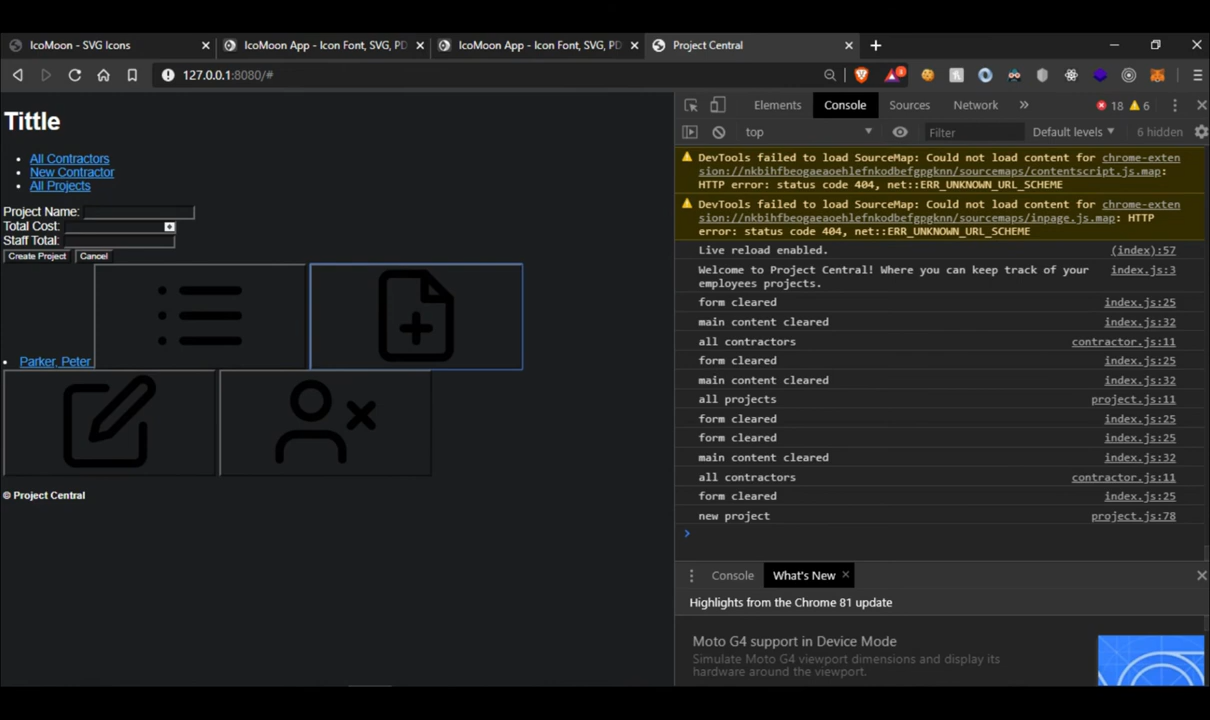 IcoMoon - SVG Icons
IcoMoon App - Icon Font, SVG, PD
IcoMoon App - Icon Font, SVG, PD
Project Central
127.0.0.1:8080/#
Tittle
All Contractors
New Contractor
All Projects
Project Name:
Total Cost:
Staff Total:
Create Project Cancel
Parker, Peter
© Project Central
Elements Console Sources Network 18 6
top Filter Default levels 6 hidden
DevTools failed to load SourceMap: Could not load content for chrome-exten
sion://nkbihfbeogaeaoehlefnkodbefgpgknn/sourcemaps/contentscript.js.map:
HTTP error: status code 404, net::ERR_UNKNOWN_URL_SCHEME
DevTools failed to load SourceMap: Could not load content for chrome-exten
sion://nkbihfbeogaeaoehlefnkodbefgpgknn/sourcemaps/inpage.js.map: HTTP
error: status code 404, net::ERR_UNKNOWN_URL_SCHEME
Live reload enabled. (index):57
Welcome to Project Central! Where you can keep track of your index.js:3
employees projects.
form cleared index.js:25
main content cleared index.js:32
all contractors contractor.js:11
form cleared index.js:25
main content cleared index.js:32
all projects project.js:11
form cleared index.js:25
form cleared index.js:25
main content cleared index.js:32
all contractors contractor.js:11
form cleared index.js:25
new project project.js:78
Console What's New
Highlights from the Chrome 81 update
Moto G4 support in Device Mode
Simulate Moto G4 viewport dimensions and display its
hardware around the viewport.